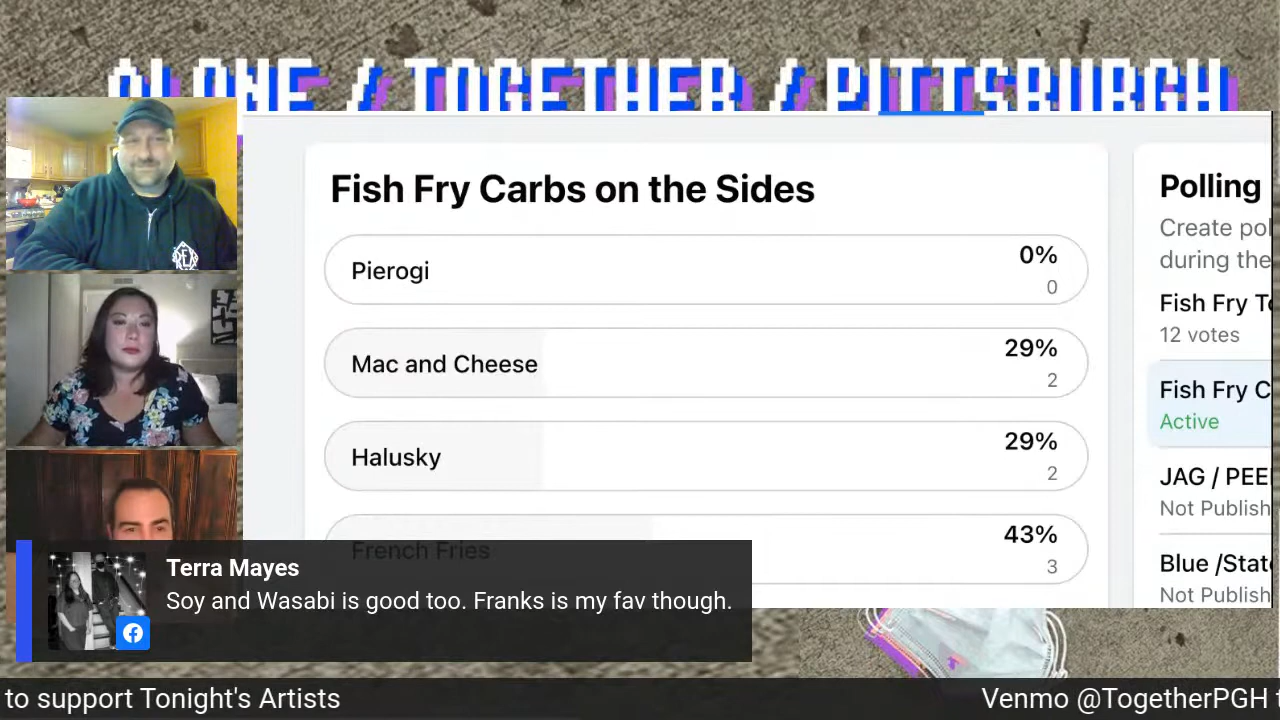 ALONE / TOGETHER / PITTSBURGH
Fish Fry Carbs on the Sides
Pierogi
0%
0
Mac and Cheese
29%
2
Halusky
29%
2
French Fries
43%
3
Polling
Create pol
during the
Fish Fry To
12 votes
Fish Fry C
Active
JAG / PEE
Not Publish
Blue /State
Not Publish
Terra Mayes
Soy and Wasabi is good too. Franks is my fav though.
to support Tonight's Artists
Venmo @TogetherPGH t